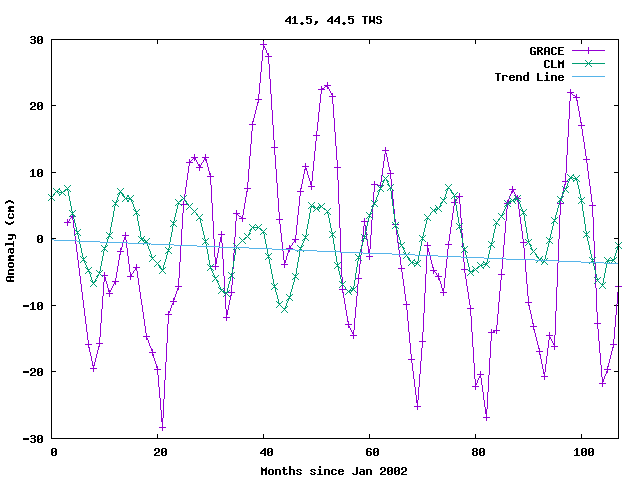 41.5, 44.5 TWS
GRACE
CLM
Trend Line
30
20
10
0
-10
-20
-30
Anomaly (cm)
0 20 40 60 80 100
Months since Jan 2002